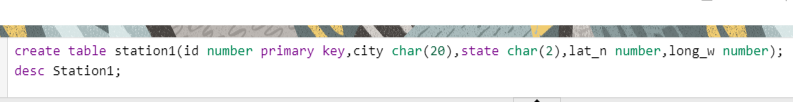 create table station1(id number primary key,city char(20),state char(2),lat_n number,long_w number);
desc Station1;